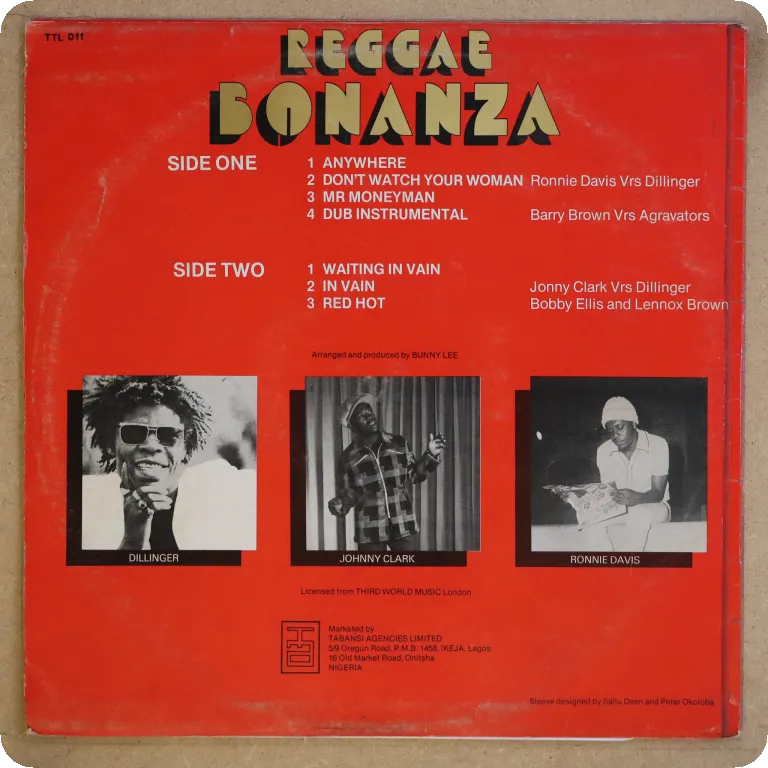 TTL 011
REGGAE
BONANZA
SIDE ONE
1 ANYWHERE
2 DON'T WATCH YOUR WOMAN Ronnie Davis Vrs Dillinger
3 MR MONEYMAN
4 DUB INSTRUMENTAL Barry Brown Vrs Agravators
SIDE TWO
1 WAITING IN VAIN
2 IN VAIN Jonny Clark Vrs Dillinger
3 RED HOT Bobby Ellis and Lennox Brown
Arranged and produced by BUNNY LEE
DILLINGER JOHNNY CLARK RONNIE DAVIS
Licensed from THIRD WORLD MUSIC London
Marketed by
TABANSI AGENCIES LIMITED
5/9 Oregun Road, P.M.B. 1458, IKEJA, Lagos
16 Old Market Road, Onitsha
NIGERIA
Sleeve designed by Saliu Deen and Peter Okoloba